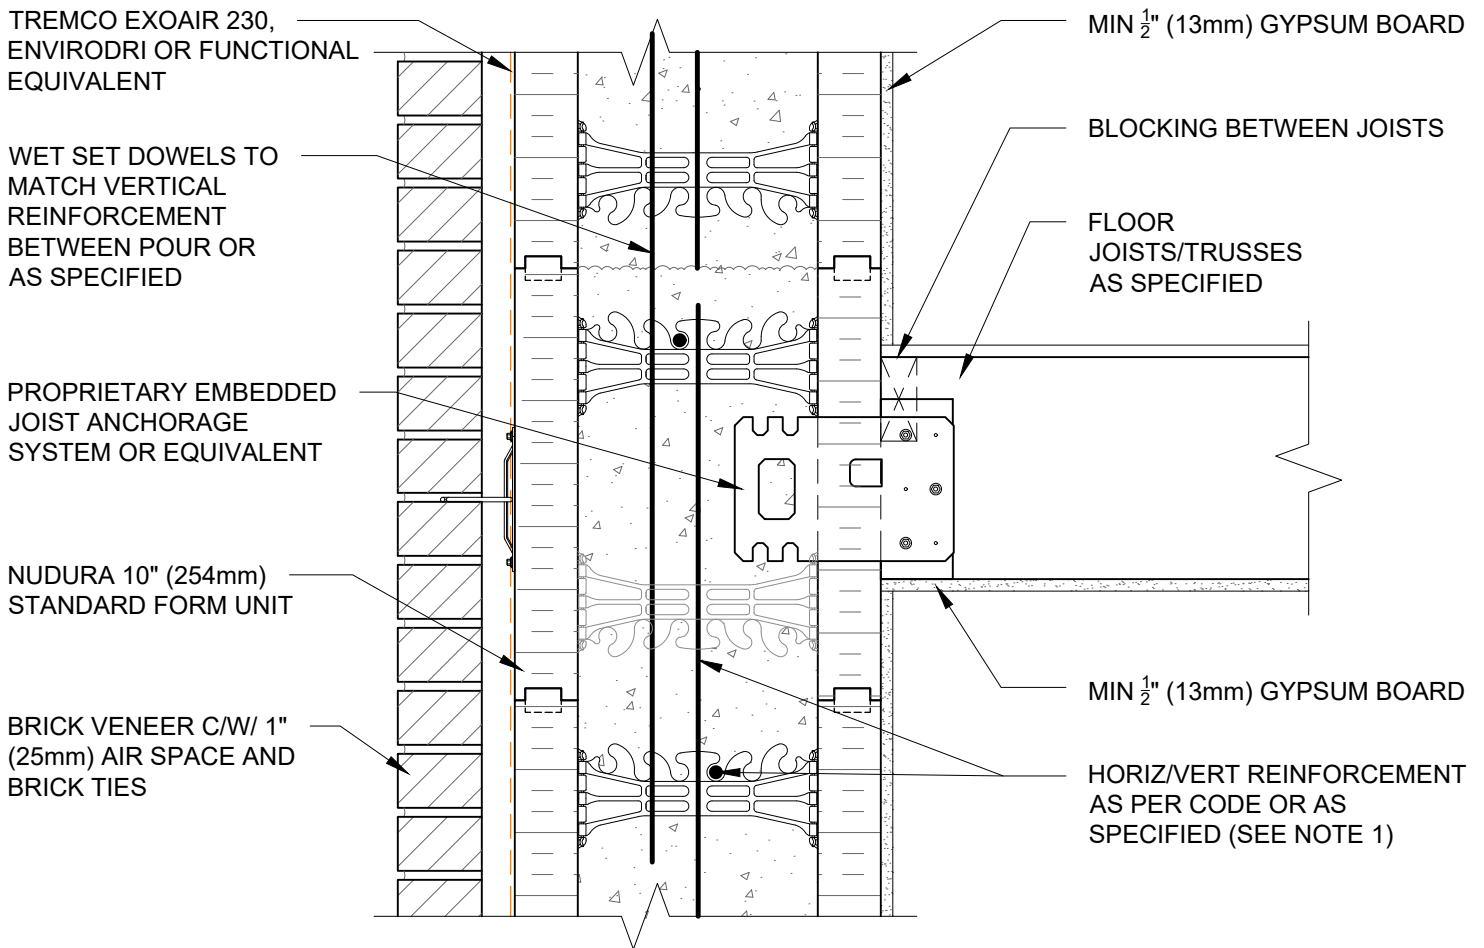 TREMCO EXOAIR 230,
ENVIRODRI OR FUNCTIONAL
EQUIVALENT
WET SET DOWELS TO
MATCH VERTICAL
REINFORCEMENT
BETWEEN POUR OR
AS SPECIFIED
PROPRIETARY EMBEDDED
JOIST ANCHORAGE
SYSTEM OR EQUIVALENT
NUDURA 10" (254mm)
STANDARD FORM UNIT
BRICK VENEER C/W/ 1"
(25mm) AIR SPACE AND
BRICK TIES
MIN 1/2" (13mm) GYPSUM BOARD
BLOCKING BETWEEN JOISTS
FLOOR
JOISTS/TRUSSES
AS SPECIFIED
MIN 1/2" (13mm) GYPSUM BOARD
HORIZ/VERT REINFORCEMENT
AS PER CODE OR AS
SPECIFIED (SEE NOTE 1)